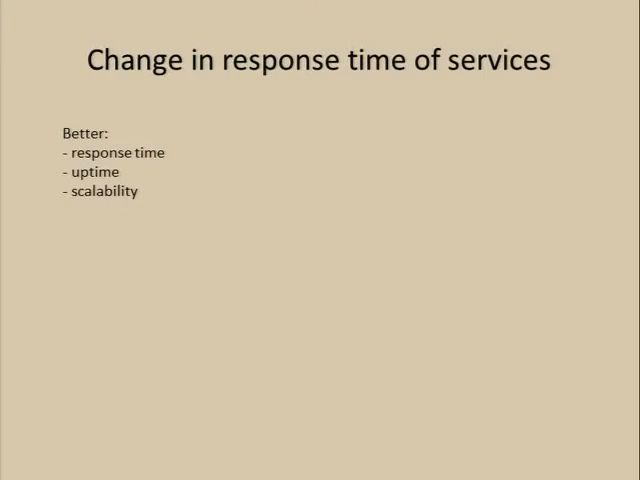 Change in response time of services
Better:
- response time
- uptime
- scalability